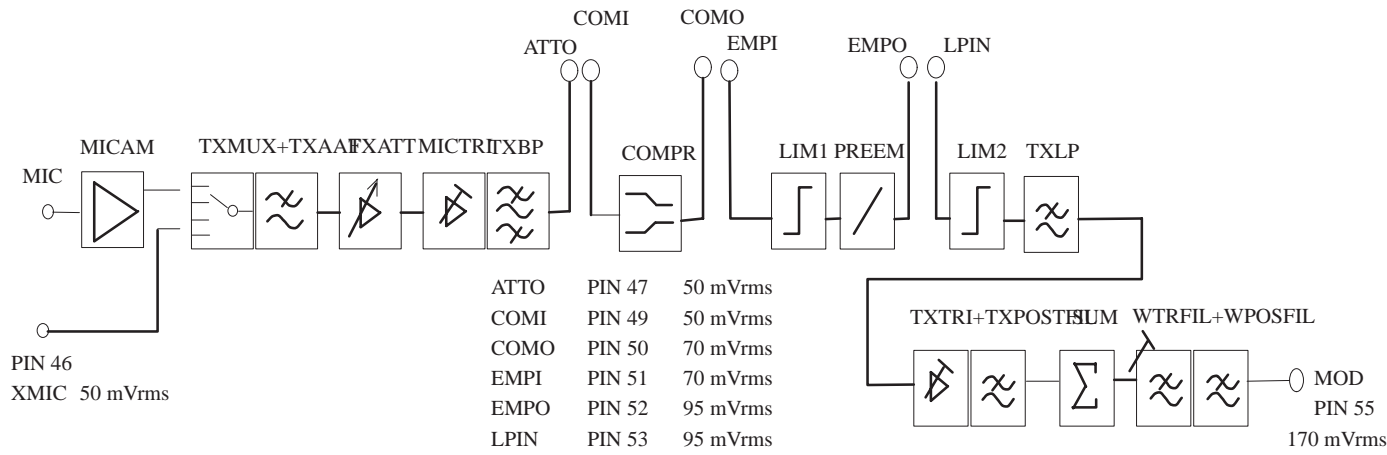 COMI COMO
ATTO EMPI EMPO LPIN
MICAM TXMUX+TXAAF TXATT MICTRI TXBP COMPR LIM1 PREEM LIM2 TXLP
MIC
ATTO PIN 47 50 mVrms
COMI PIN 49 50 mVrms
COMO PIN 50 70 mVrms
EMPI PIN 51 70 mVrms
EMPO PIN 52 95 mVrms
LPIN PIN 53 95 mVrms
PIN 46
XMIC 50 mVrms
TXTRI+TXPOSTFIL SUM WTRFIL+WPOSFIL
MOD
PIN 55
170 mVrms